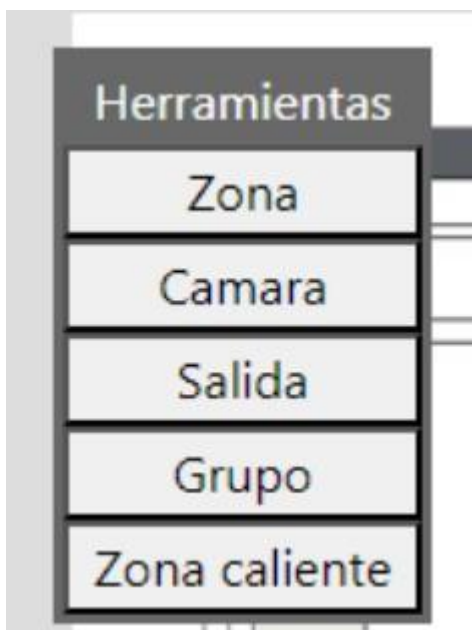 Herramientas
Zona
Camara
Salida
Grupo
Zona caliente